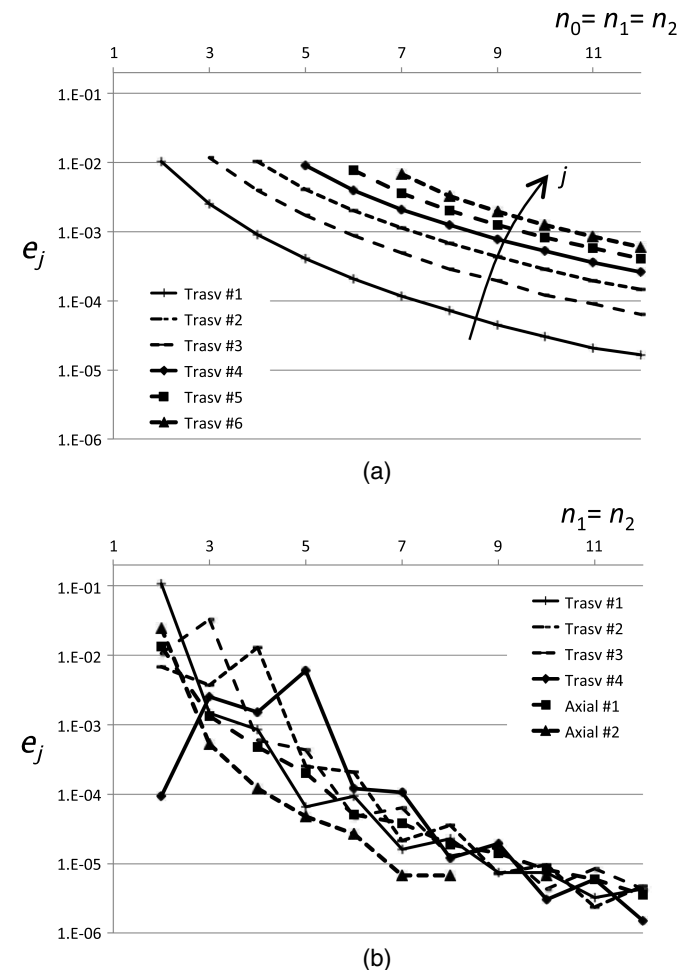 n₀= n₁= n₂
1 3 5 7 9 11
1.E-01
1.E-02
1.E-03
1.E-04
1.E-05
1.E-06
eⱼ
j
Trasv #1
Trasv #2
Trasv #3
Trasv #4
Trasv #5
Trasv #6
(a)
n₁= n₂
1 3 5 7 9 11
1.E-01
1.E-02
1.E-03
1.E-04
1.E-05
1.E-06
eⱼ
Trasv #1
Trasv #2
Trasv #3
Trasv #4
Axial #1
Axial #2
(b)